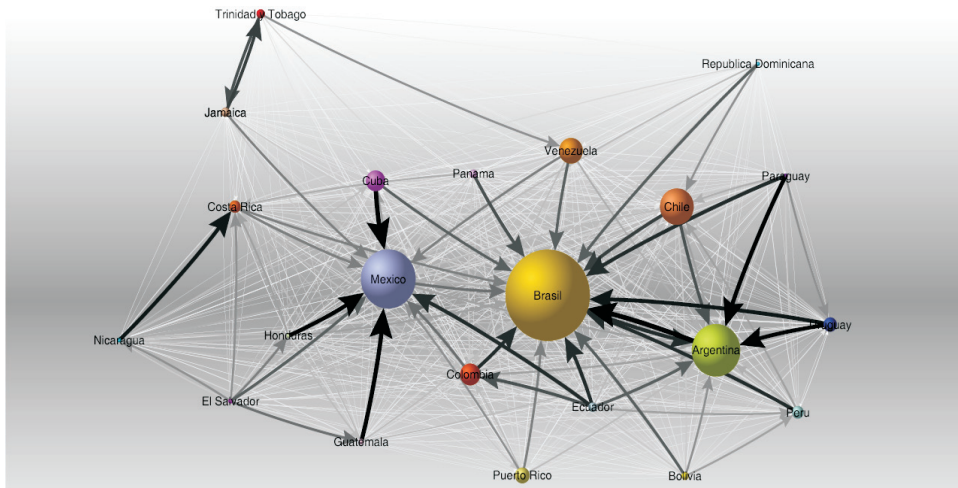 Trinidad y Tobago
Republica Dominicana
Jamaica
Venezuela
Panama
Cuba
Paraguay
Costa Rica
Chile
Mexico
Brasil
Uruguay
Honduras
Nicaragua
Argentina
Colombia
El Salvador
Ecuador
Peru
Guatemala
Puerto Rico
Bolivia